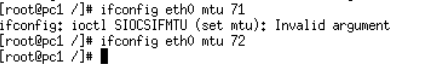 [root@pc1 /]# ifconfig eth0 mtu 71
ifconfig: ioctl SIOCSIFMTU (set mtu): Invalid argument
[root@pc1 /]# ifconfig eth0 mtu 72
[root@pc1 /]#